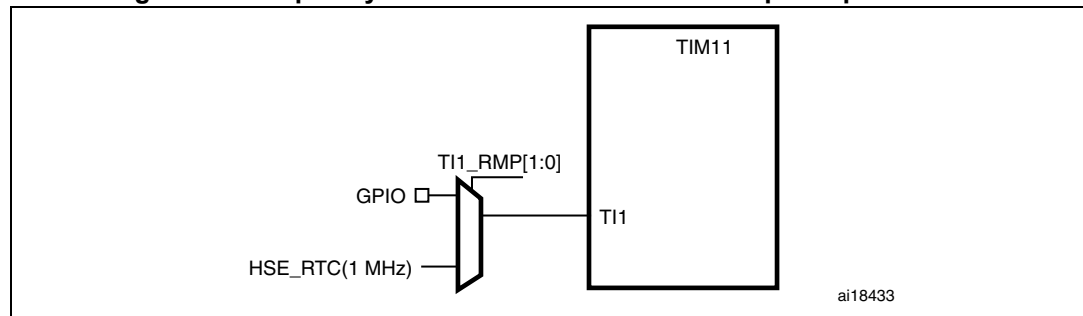 TIM11
TI1_RMP[1:0]
GPIO
TI1
HSE_RTC(1 MHz)
ai18433